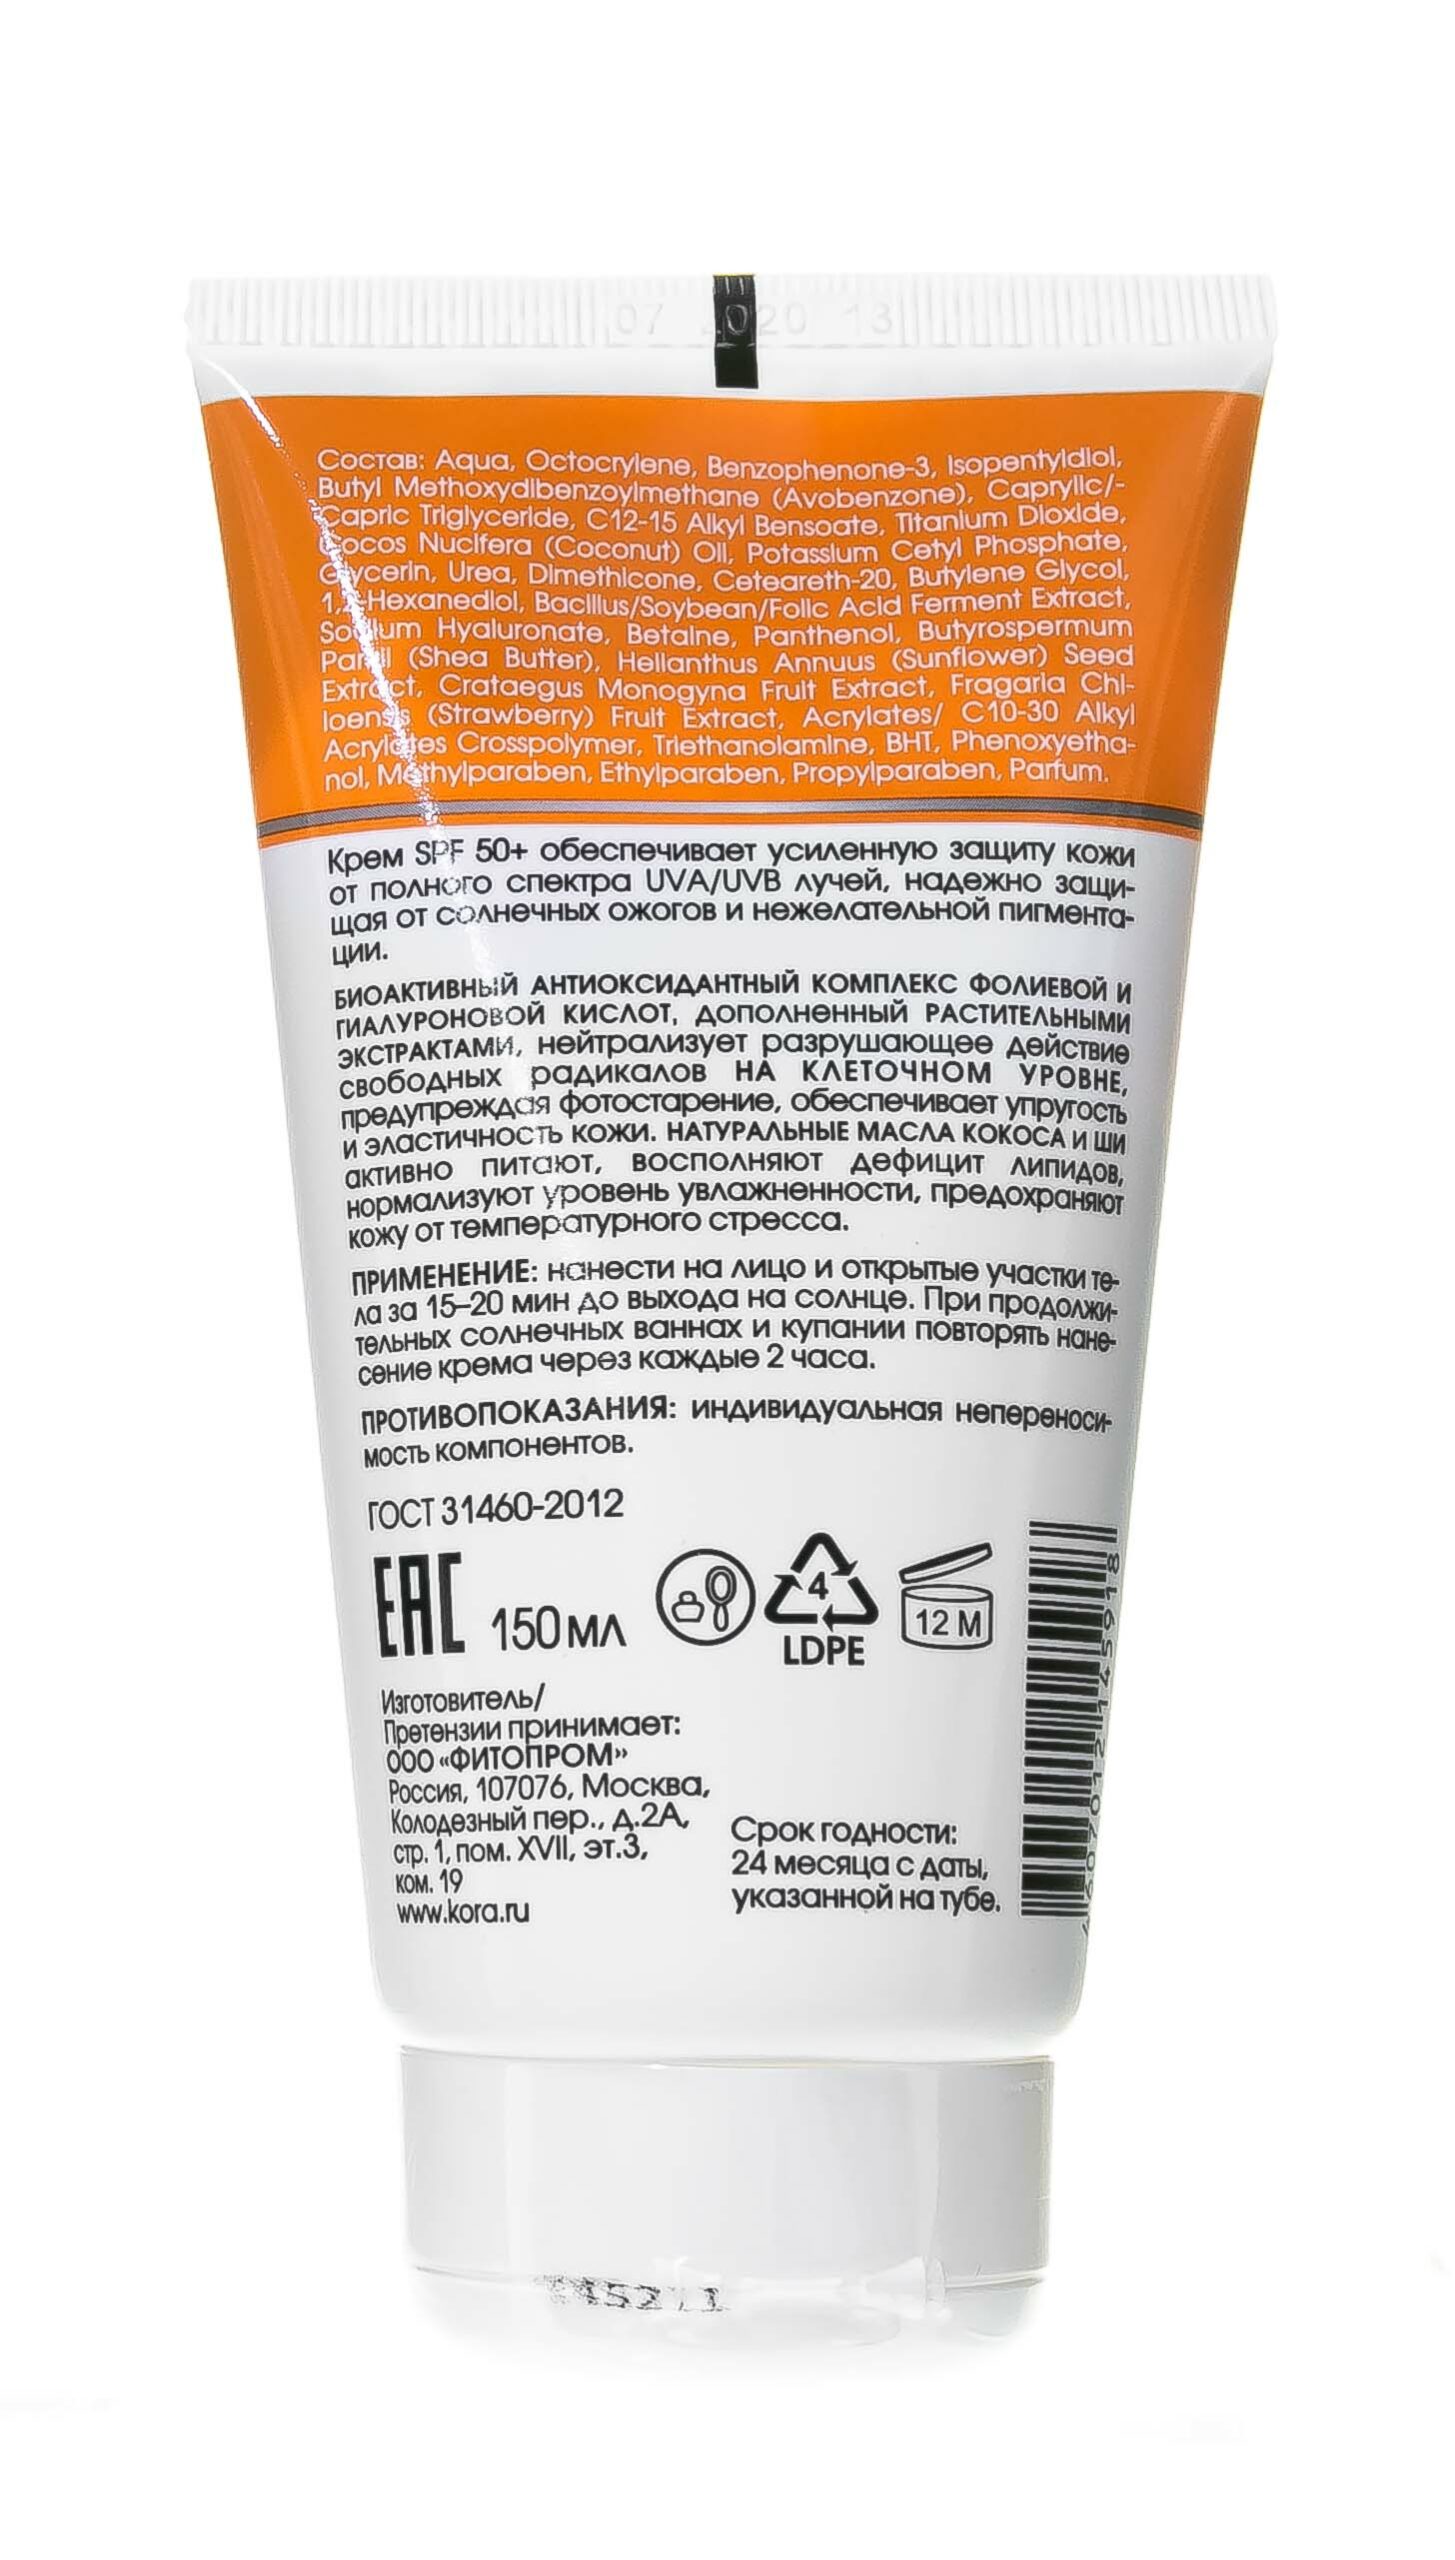 07 2020 13
Состав: Aqua, Octocrylene, Benzophenone-3, Isopentyldiol,
Butyl Methoxydibenzoylmethane (Avobenzone), Caprylic/-
Capric Triglyceride, C12-15 Alkyl Bensoate, Titanium Dioxide,
Cocos Nucifera (Coconut) Oil, Potassium Cetyl Phosphate,
Glycerin, Urea, Dimethicone, Ceteareth-20, Butylene Glycol,
1,2-Hexanediol, Bacillus/Soybean/Folic Acid Ferment Extract,
Sodium Hyaluronate, Betaine, Panthenol, Butyrospermum
Parkii (Shea Butter), Helianthus Annuus (Sunflower) Seed
Extract, Crataegus Monogyna Fruit Extract, Fragaria Chi-
loensis (Strawberry) Fruit Extract, Acrylates/ C10-30 Alkyl
Acrylates Crosspolymer, Triethanolamine, BHT, Phenoxyetha-
nol, Methylparaben, Ethylparaben, Propylparaben, Parfum.
Крем SPF 50+ обеспечивает усиленную защиту кожи
от полного спектра UVA/UVB лучей, надежно защи-
щая от солнечных ожогов и нежелательной пигмента-
ции.
БИОАКТИВНЫЙ АНТИОКСИДАНТНЫЙ КОМПЛЕКС ФОЛИЕВОЙ И
ГИАЛУРОНОВОЙ КИСЛОТ, ДОПОЛНЕННЫЙ РАСТИТЕЛЬНЫМИ
ЭКСТРАКТАМИ, нейтрализует разрушающее действие
свободных радикалов НА КЛЕТОЧНОМ УРОВНЕ,
предупреждая фотостарение, обеспечивает упругость
и эластичность кожи. НАТУРАЛЬНЫЕ МАСЛА КОКОСА И ШИ
активно питают, восполняют дефицит липидов,
нормализуют уровень увлажненности, предохраняют
кожу от температурного стресса.
ПРИМЕНЕНИЕ: нанести на лицо и открытые участки те-
ла за 15–20 мин до выхода на солнце. При продолжи-
тельных солнечных ваннах и купании повторять нане-
сение крема через каждые 2 часа.
ПРОТИВОПОКАЗАНИЯ: индивидуальная непереноси-
мость компонентов.
ГОСТ 31460-2012
EAC 150 МЛ
4
LDPE
12 M
Изготовитель/
Претензии принимает:
ООО «ФИТОПРОМ»
Россия, 107076, Москва,
Колодезный пер., д.2А,
стр. 1, пом. XVII, эт.3,
ком. 19
www.kora.ru
Срок годности:
24 месяца с даты,
указанной на тубе.
4607012145918